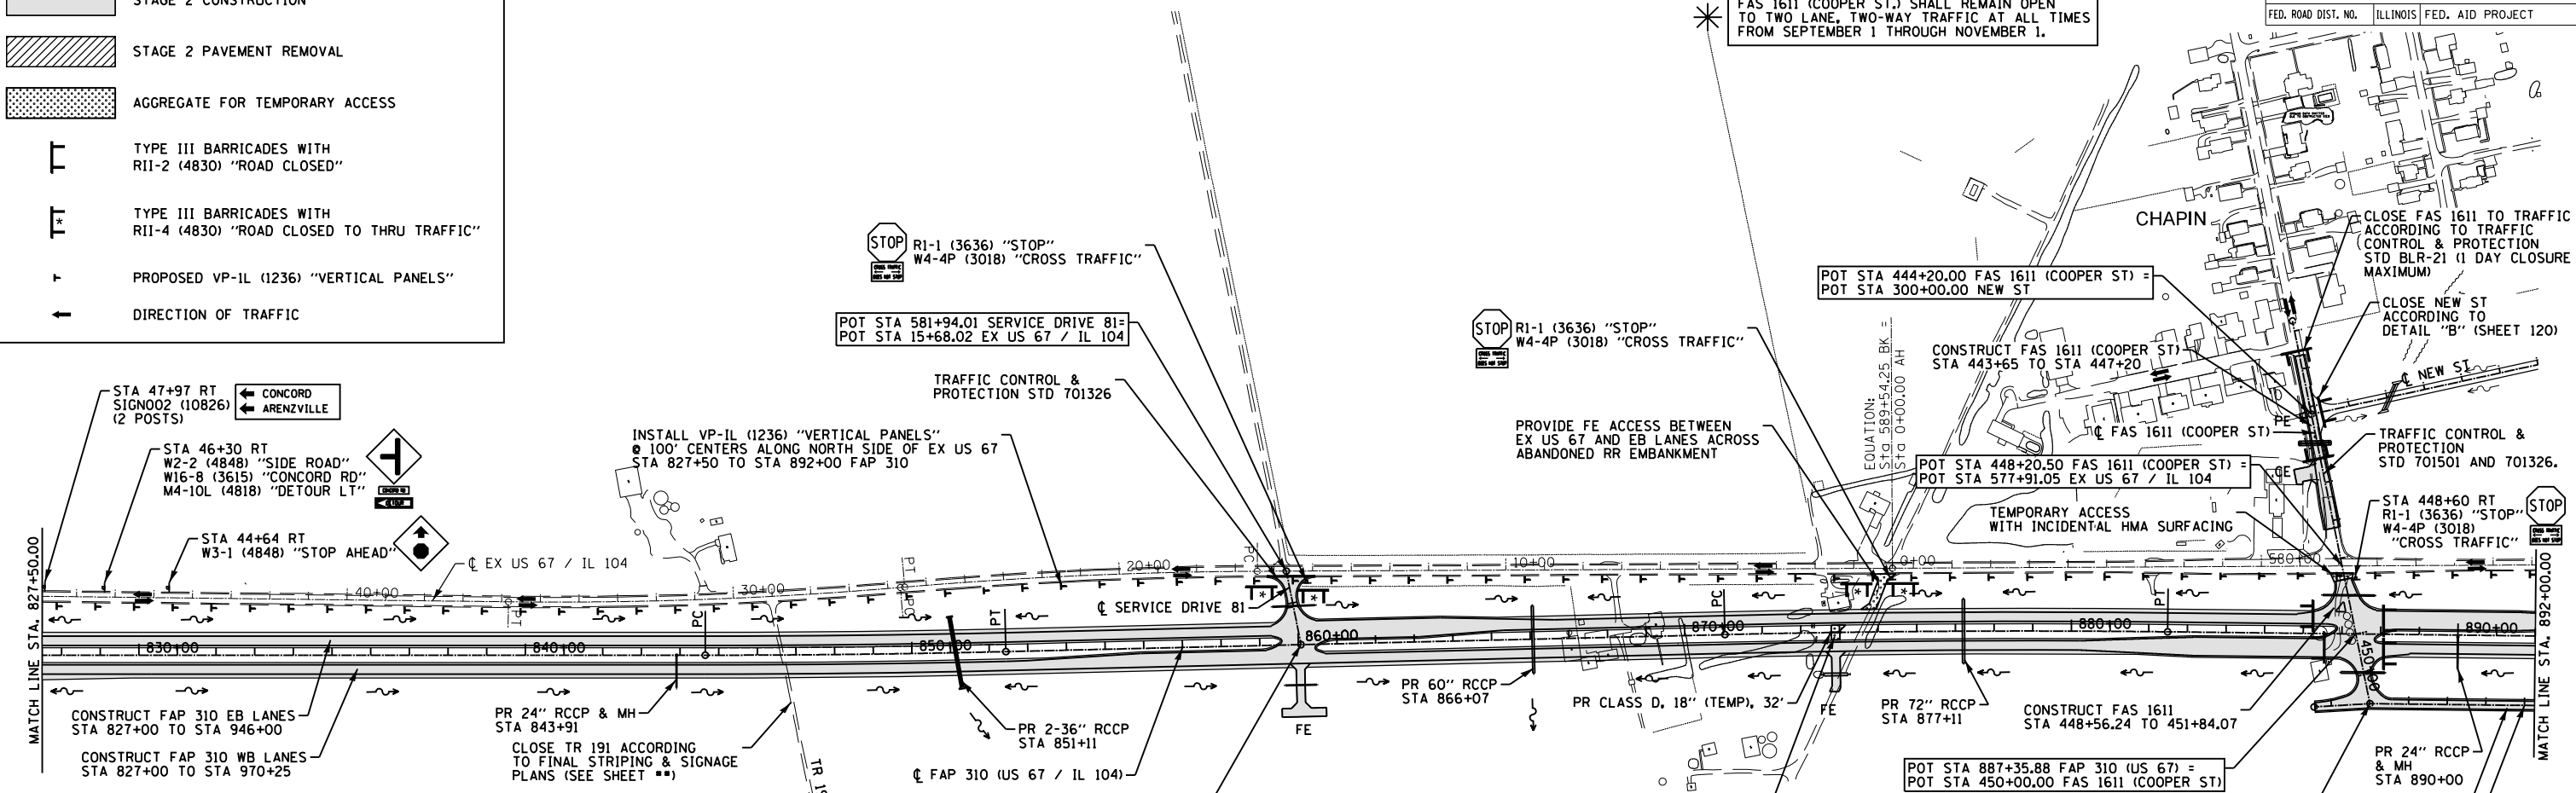 STAGE 2 CONSTRUCTION
STAGE 2 PAVEMENT REMOVAL
AGGREGATE FOR TEMPORARY ACCESS
TYPE III BARRICADES WITH
RII-2 (4830) "ROAD CLOSED"
TYPE III BARRICADES WITH
RII-4 (4830) "ROAD CLOSED TO THRU TRAFFIC"
PROPOSED VP-IL (1236) "VERTICAL PANELS"
DIRECTION OF TRAFFIC
FAS 1611 (COOPER ST.) SHALL REMAIN OPEN
TO TWO LANE, TWO-WAY TRAFFIC AT ALL TIMES
FROM SEPTEMBER 1 THROUGH NOVEMBER 1.
FED. ROAD DIST. NO. ILLINOIS FED. AID PROJECT
CHAPIN
CLOSE FAS 1611 TO TRAFFIC
ACCORDING TO TRAFFIC
CONTROL & PROTECTION
STD BLR-21 (1 DAY CLOSURE
MAXIMUM)
STOP
R1-1 (3636) "STOP"
W4-4P (3018) "CROSS TRAFFIC"
CROSS TRAFFIC
DOES NOT STOP
POT STA 444+20.00 FAS 1611 (COOPER ST) =
POT STA 300+00.00 NEW ST
CLOSE NEW ST
ACCORDING TO
DETAIL "B" (SHEET 120)
POT STA 581+94.01 SERVICE DRIVE 81=
POT STA 15+68.02 EX US 67 / IL 104
STOP
R1-1 (3636) "STOP"
W4-4P (3018) "CROSS TRAFFIC"
EQUATION:
Sta 589+54.25 BK =
Sta 0+00.00 AH
CONSTRUCT FAS 1611 (COOPER ST)
STA 443+65 TO STA 447+20
℄ NEW ST
TRAFFIC CONTROL &
PROTECTION STD 701326
STA 47+97 RT
SIGN002 (10826)
(2 POSTS)
CONCORD
ARENZVILLE
PROVIDE FE ACCESS BETWEEN
EX US 67 AND EB LANES ACROSS
ABANDONED RR EMBANKMENT
PE
℄ FAS 1611 (COOPER ST)
TRAFFIC CONTROL &
PROTECTION
STD 701501 AND 701326.
INSTALL VP-IL (1236) "VERTICAL PANELS"
@ 100' CENTERS ALONG NORTH SIDE OF EX US 67
STA 827+50 TO STA 892+00 FAP 310
STA 46+30 RT
W2-2 (4848) "SIDE ROAD"
W16-8 (3615) "CONCORD RD"
M4-10L (4818) "DETOUR LT"
CONCORD RD
DETOUR
POT STA 448+20.50 FAS 1611 (COOPER ST) =
POT STA 577+91.05 EX US 67 / IL 104
CE
TEMPORARY ACCESS
WITH INCIDENTAL HMA SURFACING
STA 448+60 RT
R1-1 (3636) "STOP"
W4-4P (3018)
"CROSS TRAFFIC"
STOP
STA 44+64 RT
W3-1 (4848) "STOP AHEAD"
℄ EX US 67 / IL 104
MATCH LINE STA. 827+50.00
40+00
PT
30+00
PT
PC
20+00
PC
10+00
0+00
580+00
MATCH LINE STA. 892+00.00
℄ SERVICE DRIVE 81
830+00
840+00
PC
850+00
PT
860+00
PC
870+00
880+00
PT
890+00
450+00
CONSTRUCT FAP 310 EB LANES
STA 827+00 TO STA 946+00
CONSTRUCT FAP 310 WB LANES
STA 827+00 TO STA 970+25
PR 24" RCCP & MH
STA 843+91
CLOSE TR 191 ACCORDING
TO FINAL STRIPING & SIGNAGE
PLANS (SEE SHEET **)
PR 2-36" RCCP
STA 851+11
℄ FAP 310 (US 67 / IL 104)
FE
PR 60" RCCP
STA 866+07
PR CLASS D, 18" (TEMP), 32'
FE
PR 72" RCCP
STA 877+11
CONSTRUCT FAS 1611
STA 448+56.24 TO 451+84.07
POT STA 887+35.88 FAP 310 (US 67) =
POT STA 450+00.00 FAS 1611 (COOPER ST)
PR 24" RCCP
& MH
STA 890+00